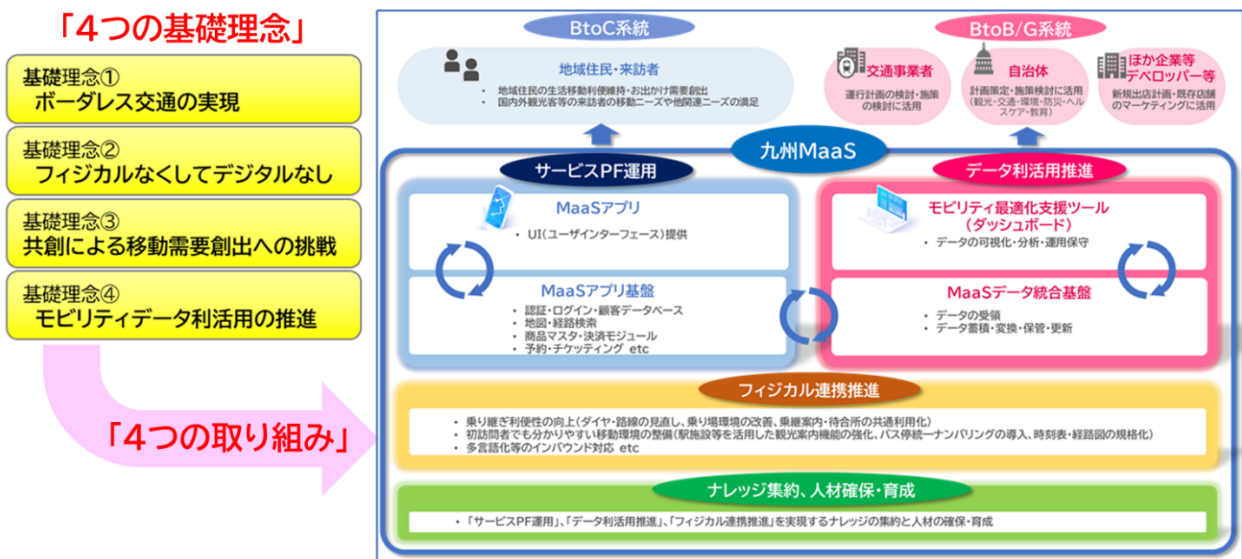 「4つの基礎理念」
基礎理念①
ボーダレス交通の実現
基礎理念②
フィジカルなくしてデジタルなし
基礎理念③
共創による移動需要創出への挑戦
基礎理念④
モビリティデータ利活用の推進
「4つの取り組み」
BtoC系統
地域住民・来訪者
・ 地域住民の生活移動利便維持・お出かけ需要創出
・ 国内外観光客等の来訪者の移動ニーズや他関連ニーズの満足
BtoB/G系統
交通事業者
運行計画の検討・施策
の検討に活用
自治体
計画策定・施策検討に活用
(観光・交通・環境・防災・ヘル
スケア・教育)
ほか企業等
デベロッパー等
新規出店計画・既存店舗
のマーケティングに活用
九州MaaS
サービスPF運用
MaaSアプリ
・ UI(ユーザインターフェース)提供
MaaSアプリ基盤
・ 認証・ログイン・顧客データベース
・ 地図・経路検索
・ 商品マスタ・決済モジュール
・ 予約・チケッティング etc
データ利活用推進
モビリティ最適化支援ツール
(ダッシュボード)
・ データの可視化・分析・運用保守
MaaSデータ統合基盤
・ データの受領
・ データ蓄積・変換・保管・更新
フィジカル連携推進
・ 乗り継ぎ利便性の向上(ダイヤ・路線の見直し、乗り場環境の改善、乗継案内・待合所の共通利用化)
・ 初訪問者でも分かりやすい移動環境の整備(駅施設等を活用した観光案内機能の強化、バス停統一ナンバリングの導入、時刻表・経路図の規格化)
・ 多言語化等のインバウンド対応 etc
ナレッジ集約、人材確保・育成
・ 「サービスPF運用」、「データ利活用推進」、「フィジカル連携推進」を実現するナレッジの集約と人材の確保・育成